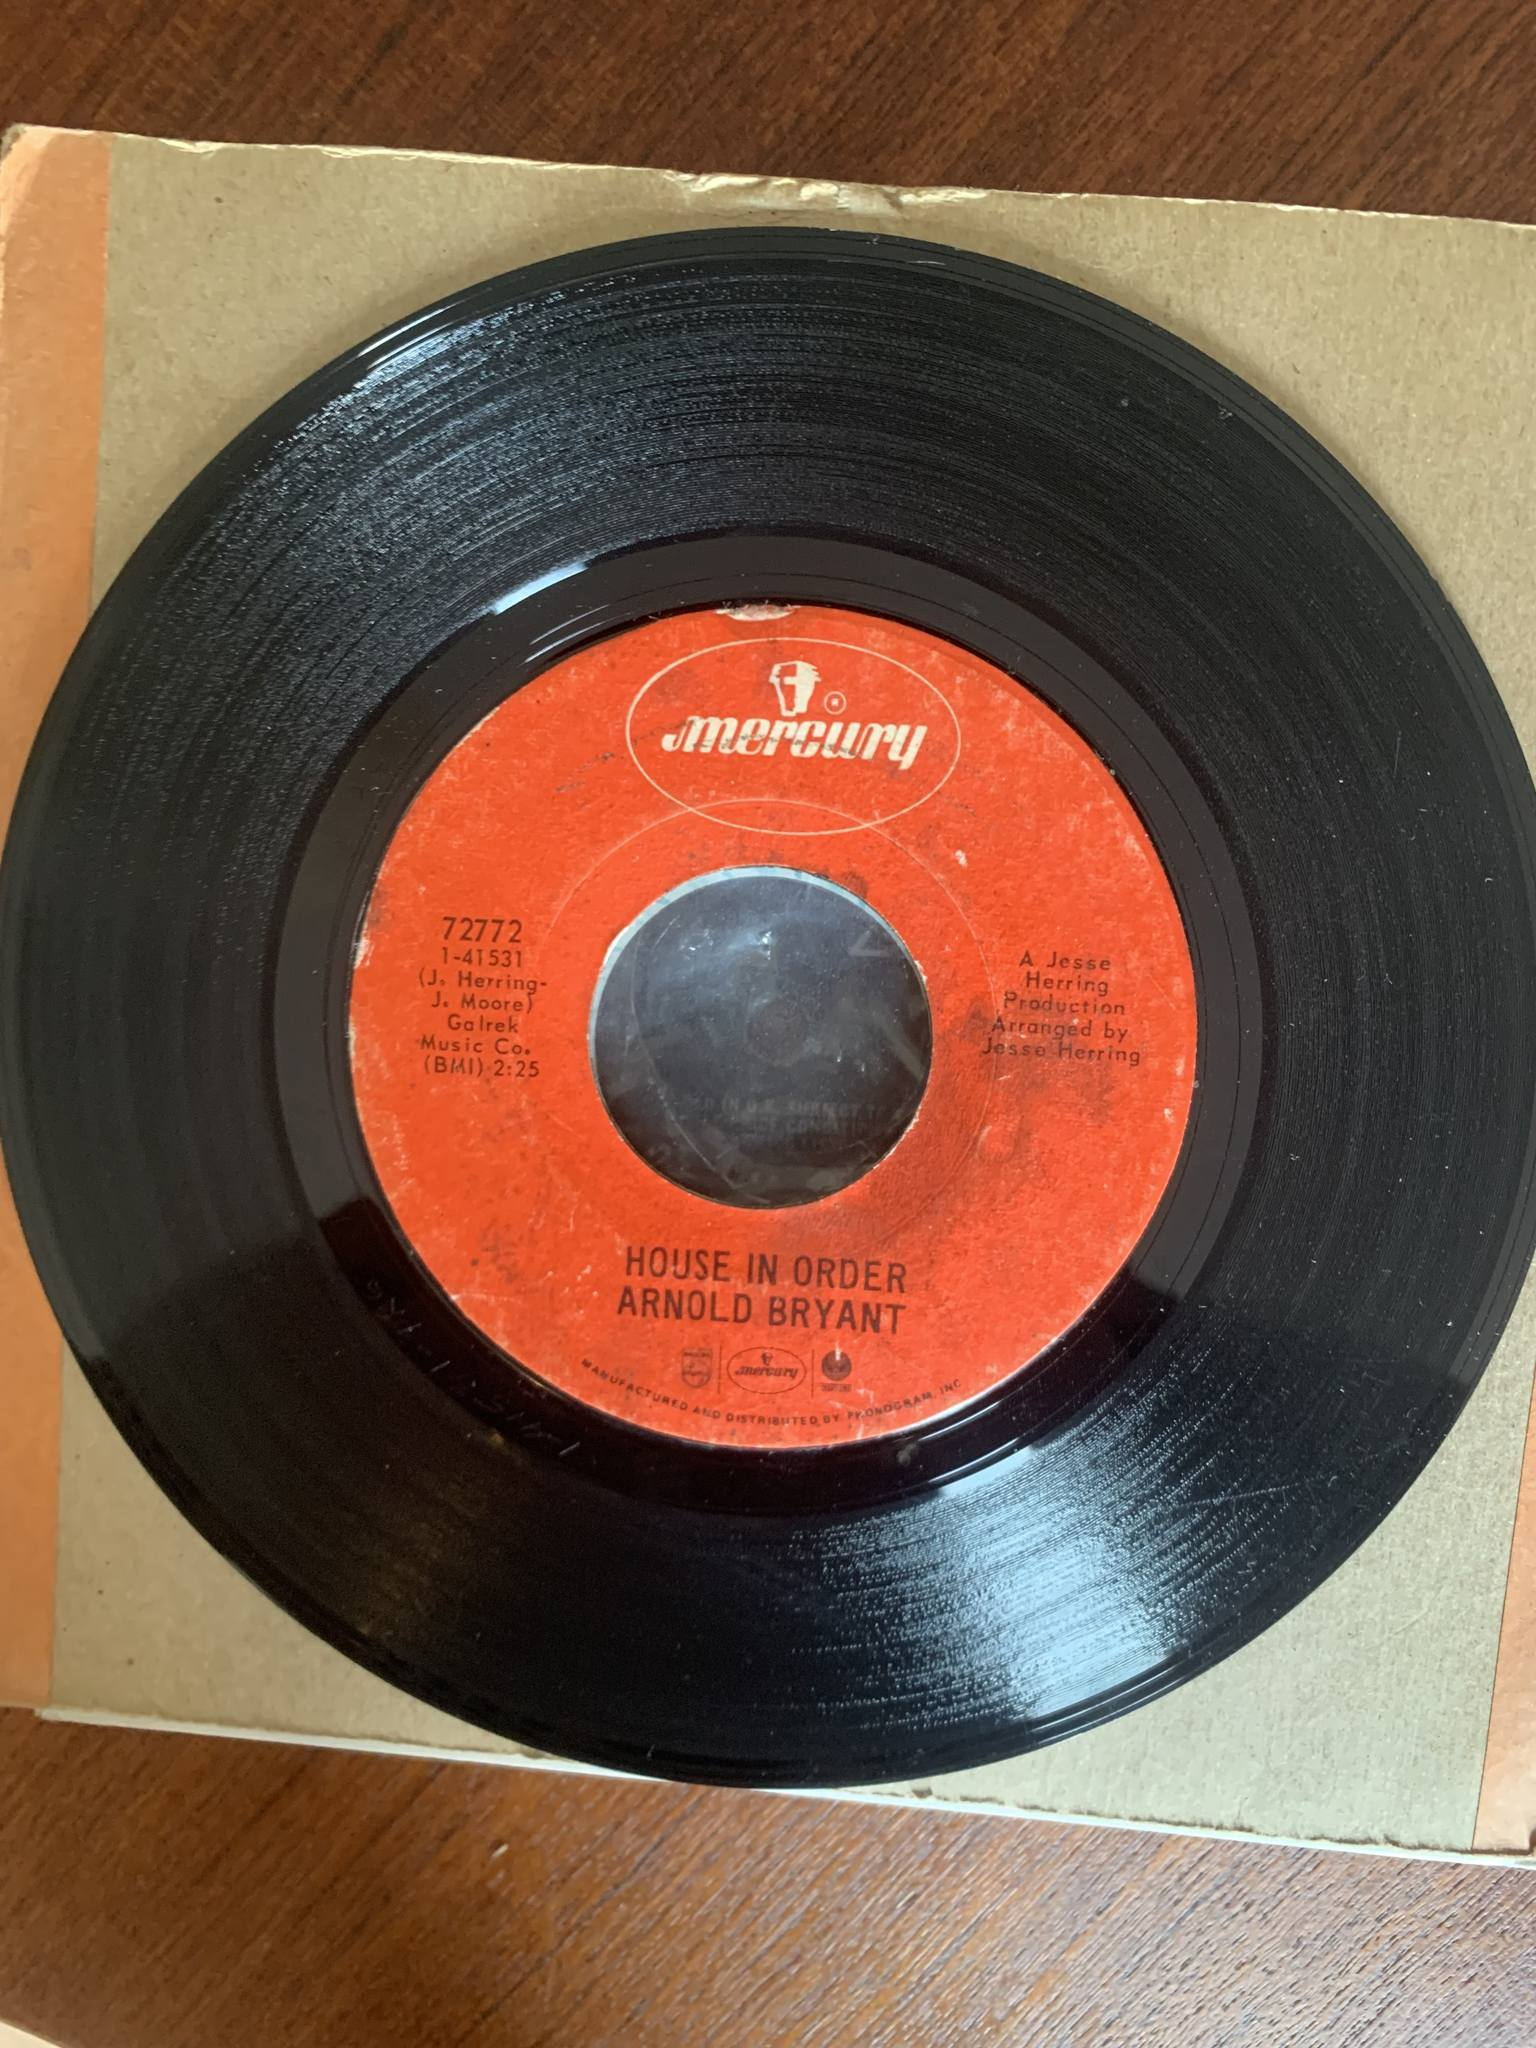 mercury
72772
1-41531
(J. Herring-
J. Moore)
Galrek
Music Co.
(BMI) 2:25
A Jesse
Herring
Production
Arranged by
Jesse Herring
HOUSE IN ORDER
ARNOLD BRYANT
mercury
MANUFACTURED AND DISTRIBUTED BY PHONOGRAM, INC